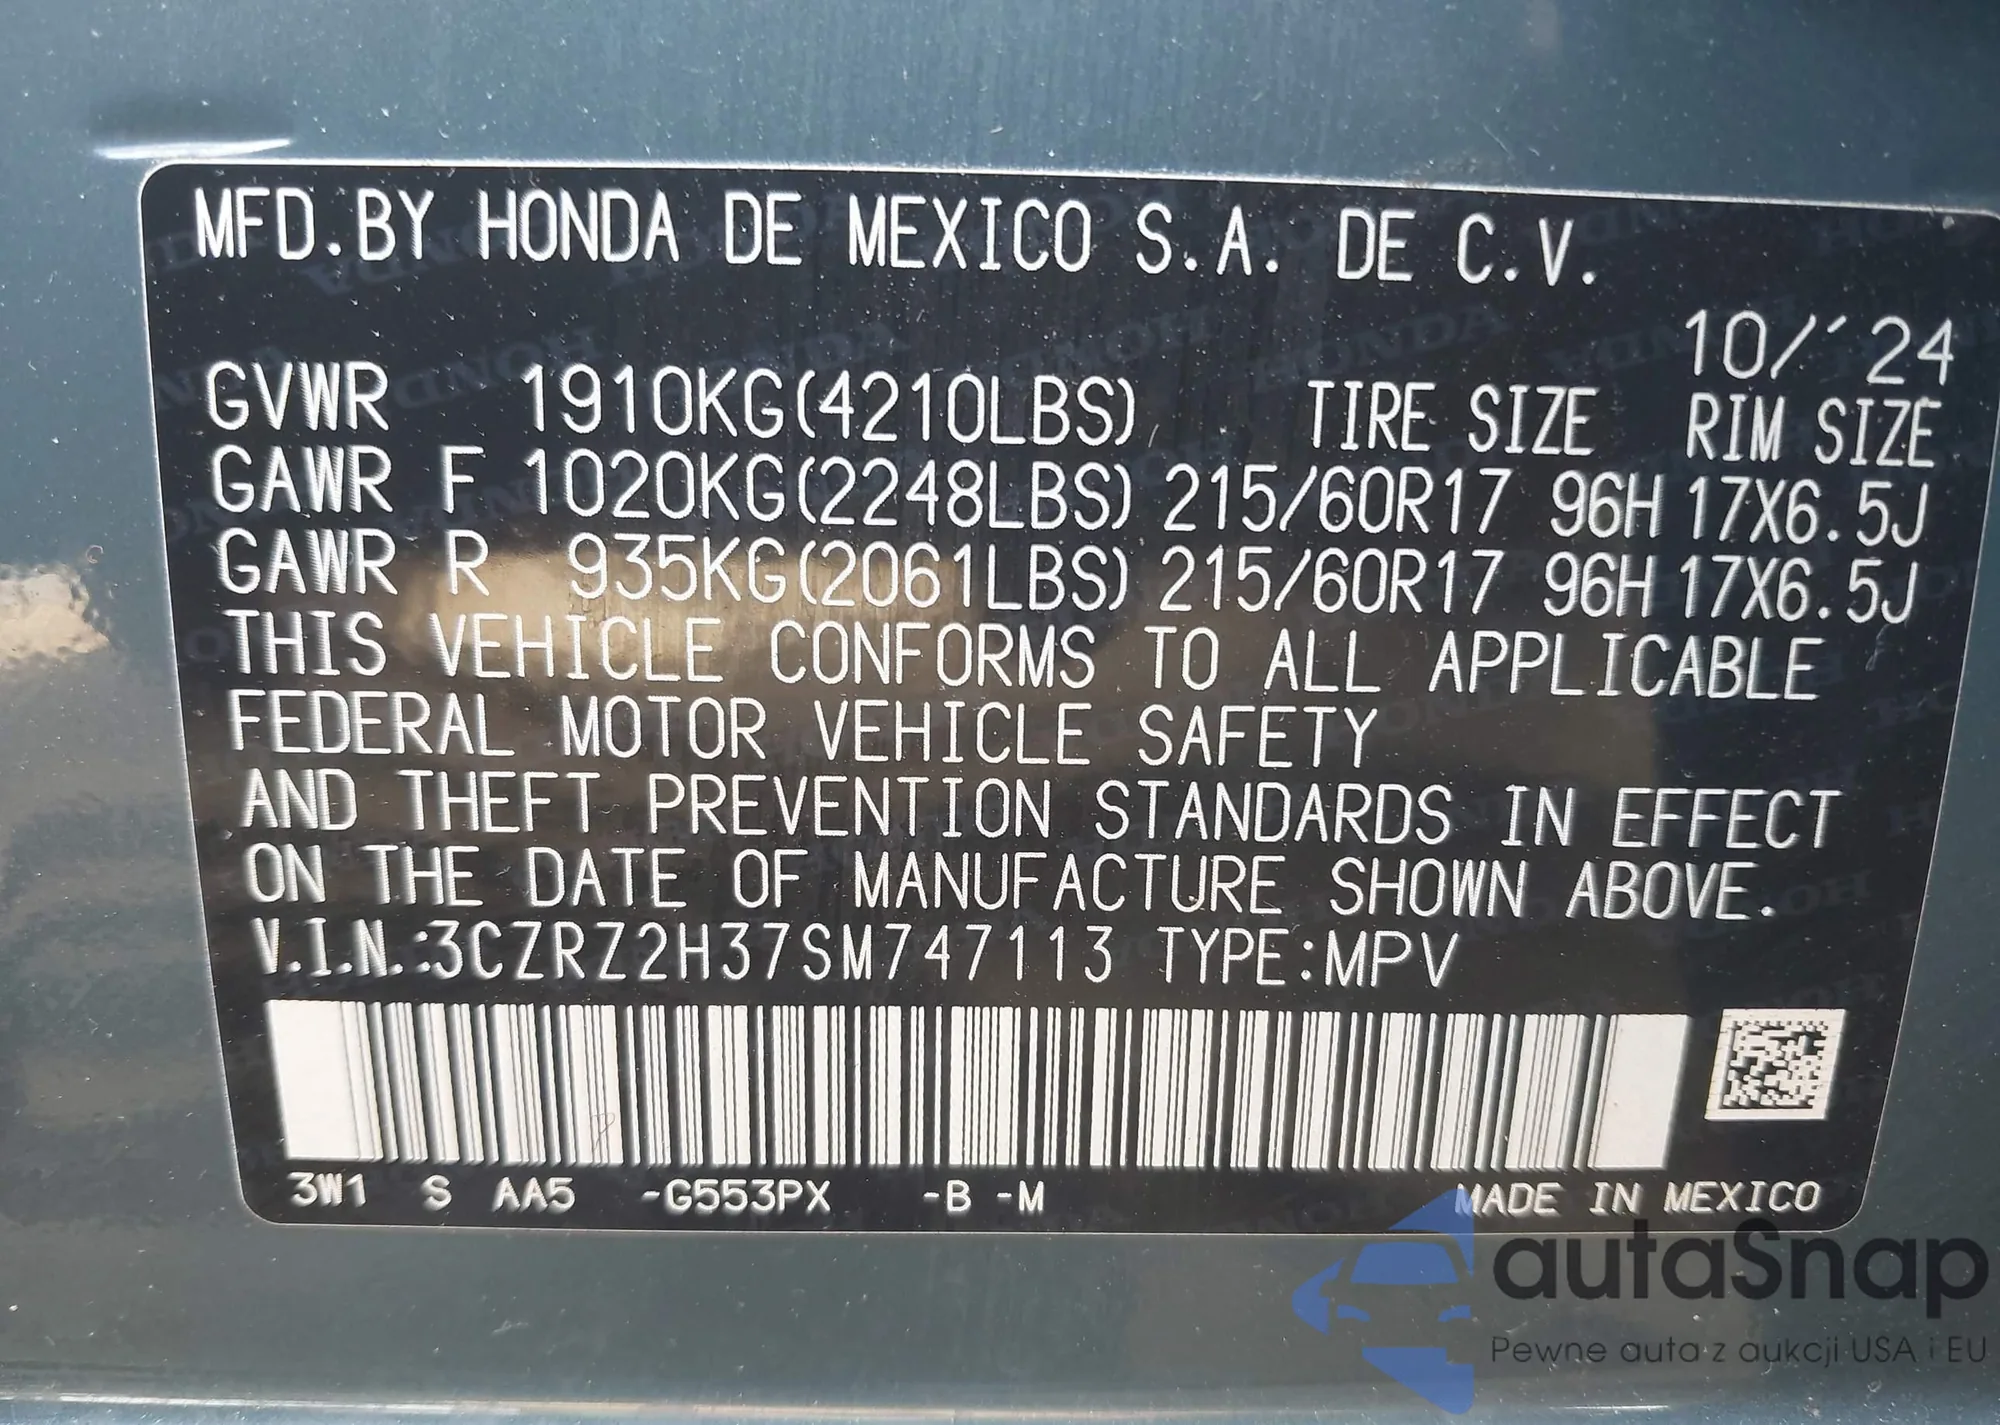 MFD.BY HONDA DE MEXICO S.A. DE C.V.
10/'24
GVWR 1910KG(4210LBS) TIRE SIZE RIM SIZE
GAWR F 1020KG(2248LBS) 215/60R17 96H 17X6.5J
GAWR R 935KG(2061LBS) 215/60R17 96H 17X6.5J
THIS VEHICLE CONFORMS TO ALL APPLICABLE
FEDERAL MOTOR VEHICLE SAFETY
AND THEFT PREVENTION STANDARDS IN EFFECT
ON THE DATE OF MANUFACTURE SHOWN ABOVE.
V.I.N.:3CZRZ2H37SM747113 TYPE:MPV
3W1 S AA5 -G553PX -B -M MADE IN MEXICO
autaSnap
Pewne auta z aukcji USA i EU